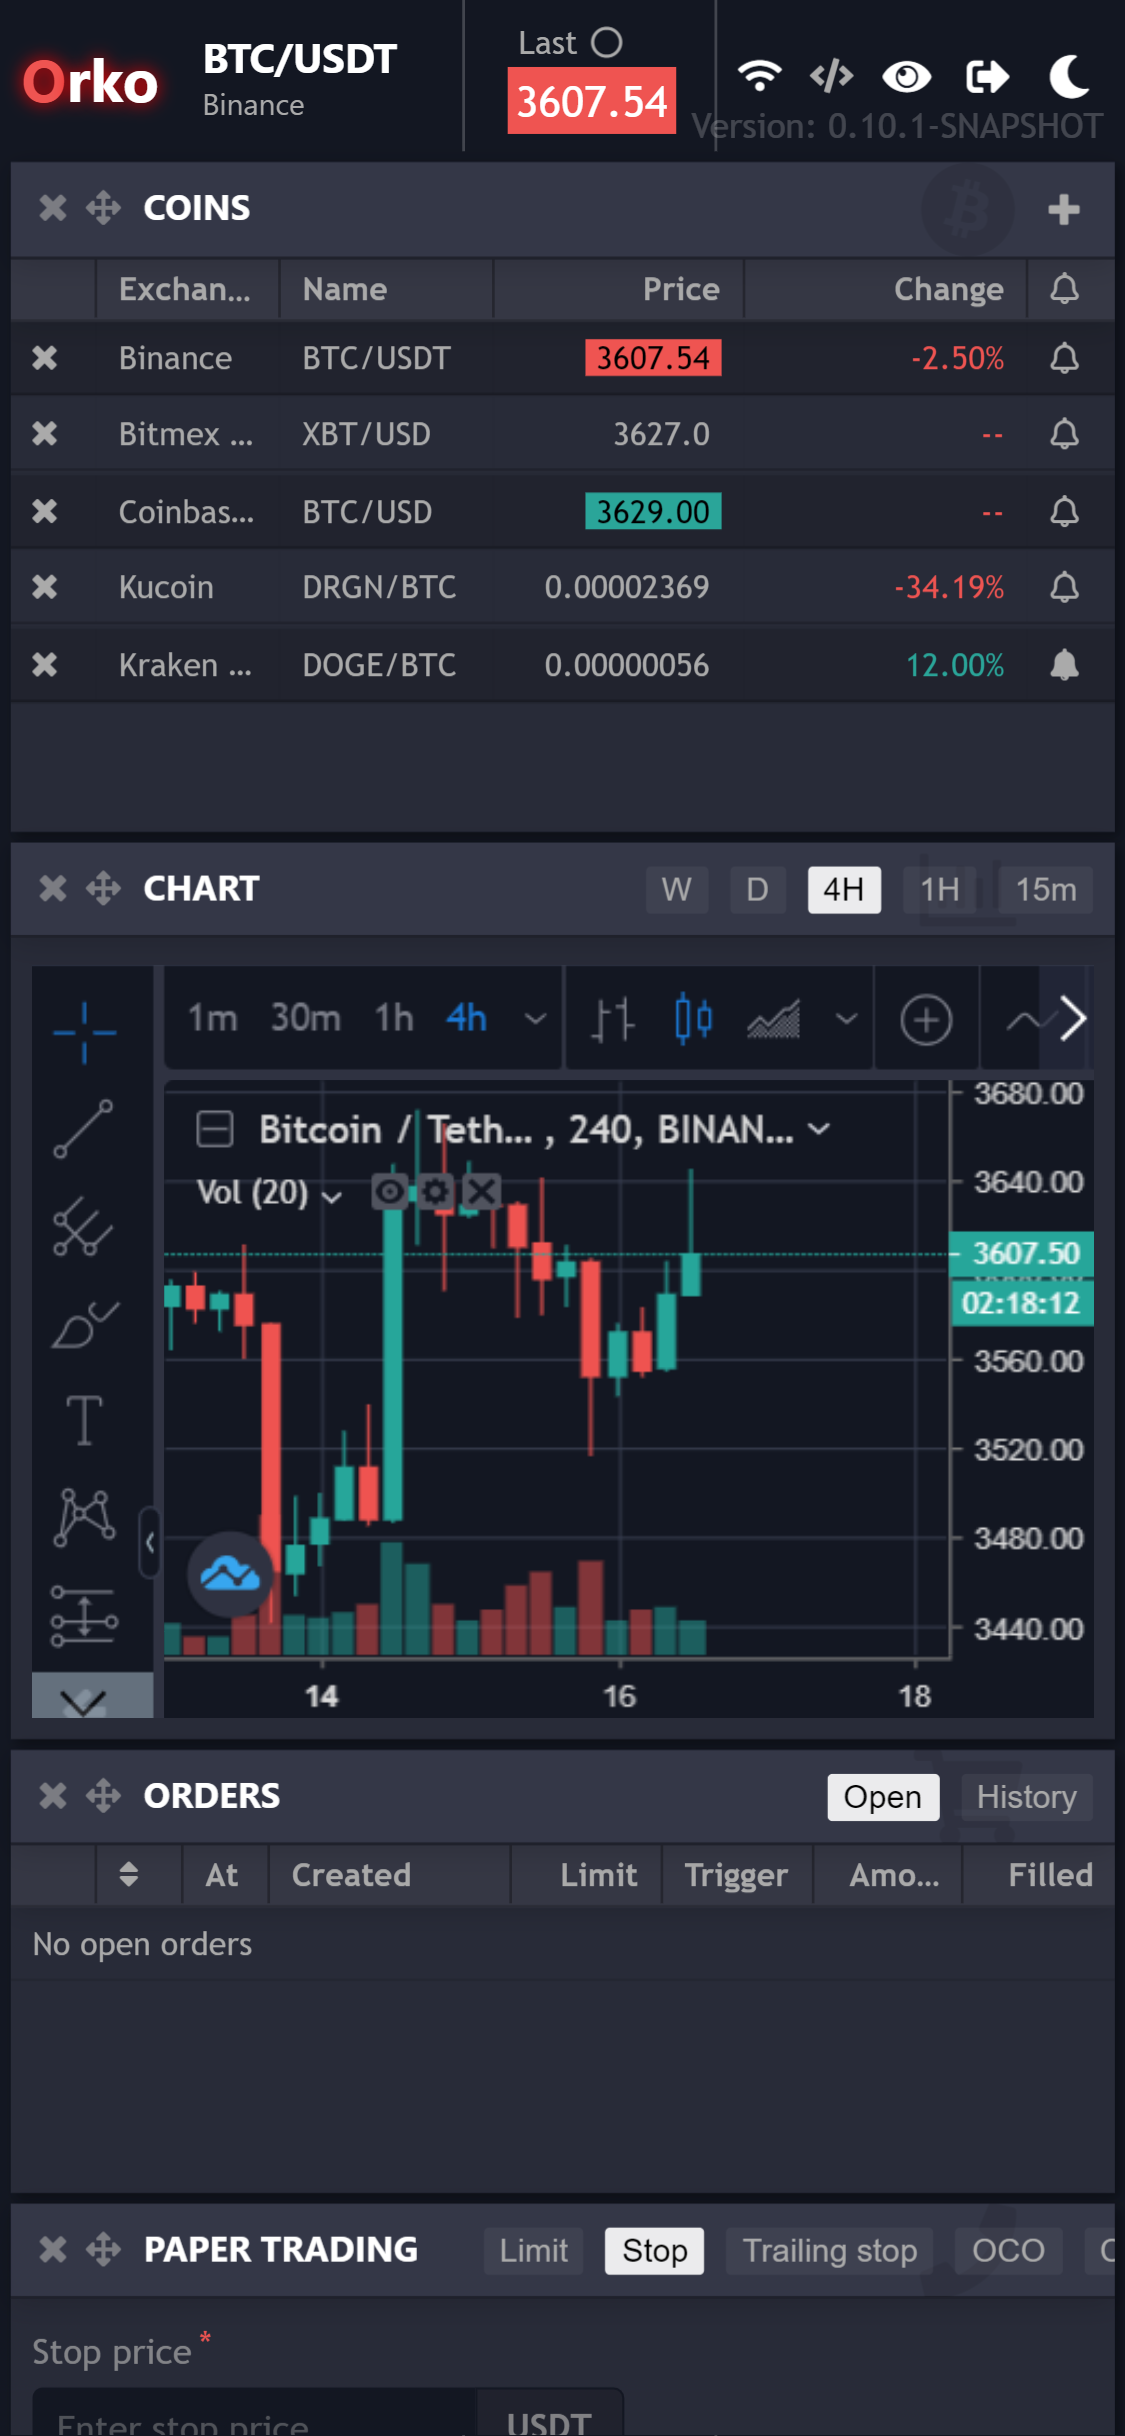 Orko
BTC/USDT
Binance
Last
3607.54
Version: 0.10.1-SNAPSHOT
COINS
Exchan... Name Price Change
Binance BTC/USDT 3607.54 -2.50%
Bitmex ... XBT/USD 3627.0 --
Coinbas... BTC/USD 3629.00 --
Kucoin DRGN/BTC 0.00002369 -34.19%
Kraken ... DOGE/BTC 0.00000056 12.00%
CHART W D 4H 1H 15m
1m 30m 1h 4h
Bitcoin / Teth... , 240, BINAN...
Vol (20)
3680.00
3640.00
3607.50
02:18:12
3560.00
3520.00
3480.00
3440.00
14 16 18
ORDERS Open History
At Created Limit Trigger Amo... Filled
No open orders
PAPER TRADING Limit Stop Trailing stop OCO
Stop price *
Enter stop price USDT